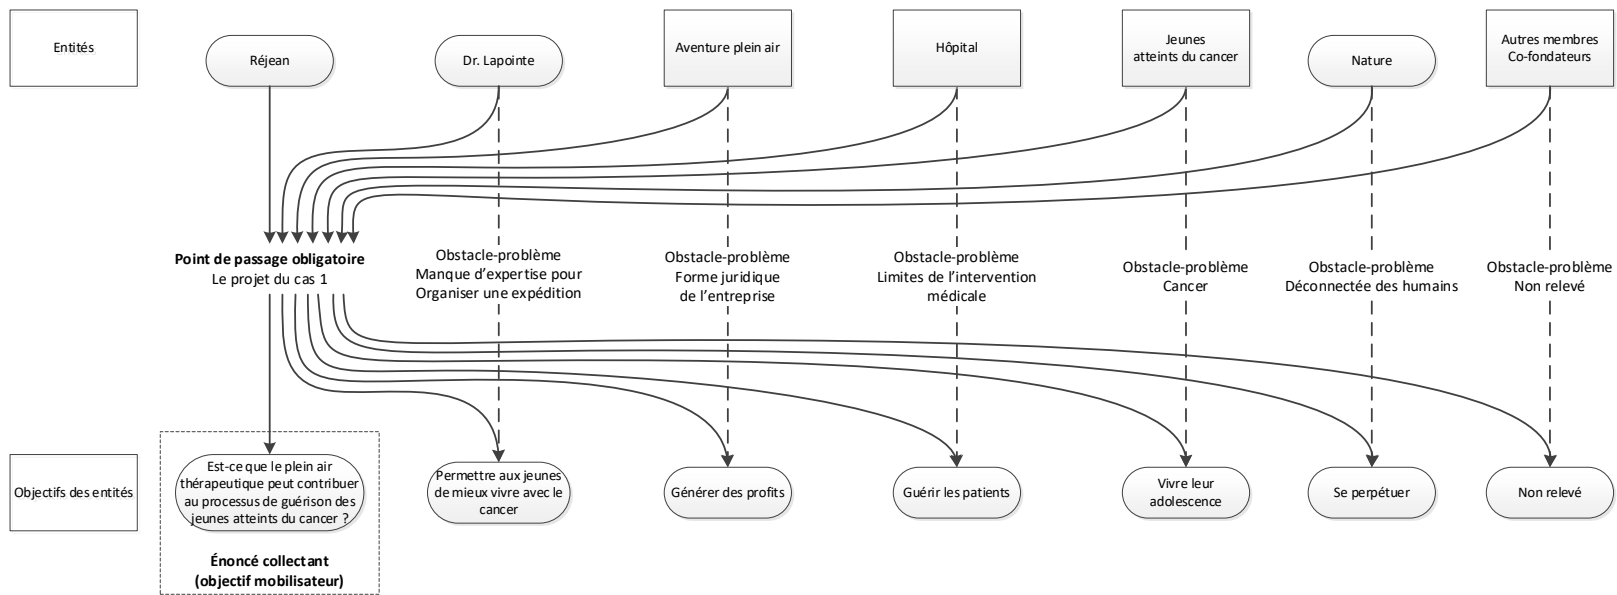 Entités
Réjean
Dr. Lapointe
Aventure plein air
Hôpital
Jeunes
atteints du cancer
Nature
Autres membres
Co-fondateurs
Point de passage obligatoire
Le projet du cas 1
Obstacle-problème
Manque d’expertise pour
Organiser une expédition
Obstacle-problème
Forme juridique
de l’entreprise
Obstacle-problème
Limites de l’intervention
médicale
Obstacle-problème
Cancer
Obstacle-problème
Déconnectée des humains
Obstacle-problème
Non relevé
Objectifs des entités
Est-ce que le plein air
thérapeutique peut contribuer
au processus de guérison des
jeunes atteints du cancer ?
Énoncé collectant
(objectif mobilisateur)
Permettre aux jeunes
de mieux vivre avec le
cancer
Générer des profits
Guérir les patients
Vivre leur
adolescence
Se perpétuer
Non relevé